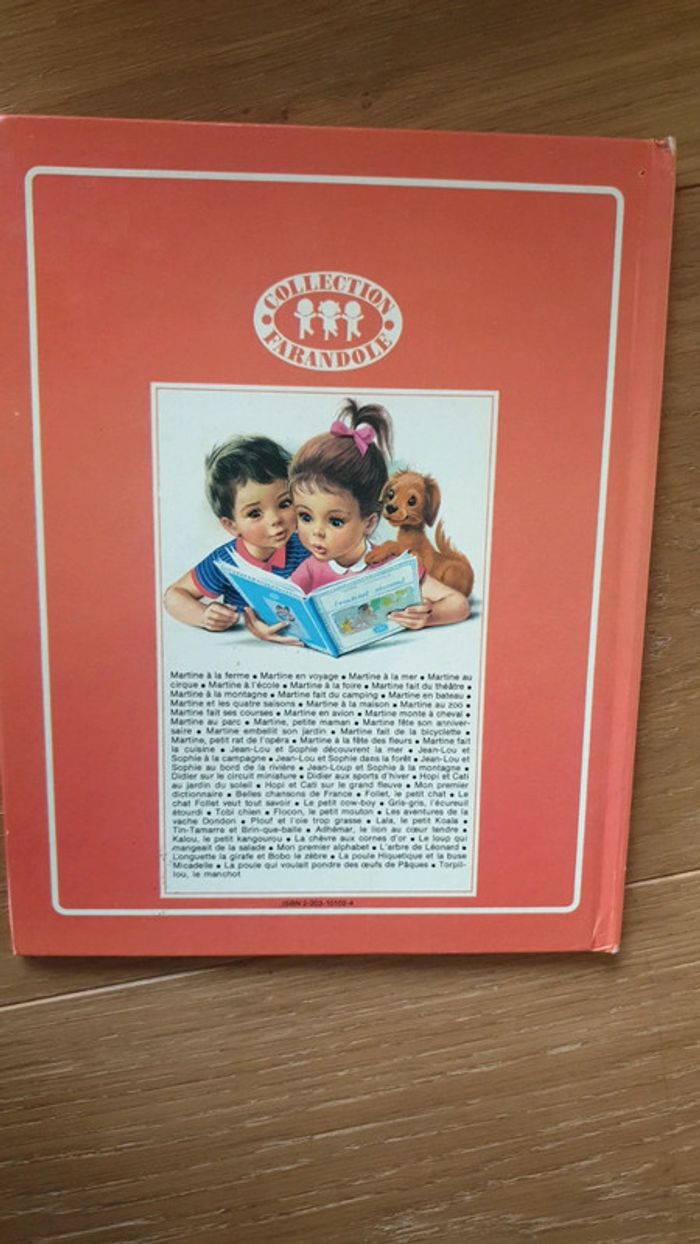 COLLECTION
FARANDOLE
Martine à la ferme ▪ Martine en voyage ▪ Martine à la mer ▪ Martine au
cirque ▪ Martine à l'école ▪ Martine à la foire ▪ Martine fait du théâtre ▪
Martine à la montagne ▪ Martine fait du camping ▪ Martine en bateau ▪
Martine et les quatre saisons ▪ Martine à la maison ▪ Martine au zoo ▪
Martine fait ses courses ▪ Martine en avion ▪ Martine monte à cheval ▪
Martine au parc ▪ Martine, petite maman ▪ Martine fête son anniver-
saire ▪ Martine embellit son jardin ▪ Martine fait de la bicyclette ▪
Martine, petit rat de l'opéra ▪ Martine à la fête des fleurs ▪ Martine fait
la cuisine ▪ Jean-Lou et Sophie découvrent la mer ▪ Jean-Lou et
Sophie à la campagne ▪ Jean-Lou et Sophie dans la forêt ▪ Jean-Lou et
Sophie au bord de la rivière ▪ Jean-Loup et Sophie à la montagne ▪
Didier sur le circuit miniature ▪ Didier aux sports d'hiver ▪ Hopi et Cati
au jardin du soleil ▪ Hopi et Cati sur le grand fleuve ▪ Mon premier
dictionnaire ▪ Belles chansons de France ▪ Follet, le petit chat ▪ Le
chat Follet veut tout savoir ▪ Le petit cow-boy ▪ Gris-gris, l'écureuil
étourdi ▪ Tobi chien ▪ Flocon, le petit mouton ▪ Les aventures de la
vache Dondon ▪ Plouf et l'oie trop grasse ▪ Lala, le petit Koala ▪
Tin-Tamarre et Brin-que-balle ▪ Adhémar, le lion au cœur tendre ▪
Kalou, le petit kangourou ▪ La chèvre aux cornes d'or ▪ Le loup qui
mangeait de la salade ▪ Mon premier alphabet ▪ L'arbre de Léonard ▪
Longuette la girafe et Bobo le zèbre ▪ La poule Hiquetique et la buse
Micadelle ▪ La poule qui voulait pondre des œufs de Pâques ▪ Torpil-
lou, le manchot
ISBN 2-203-10102-4